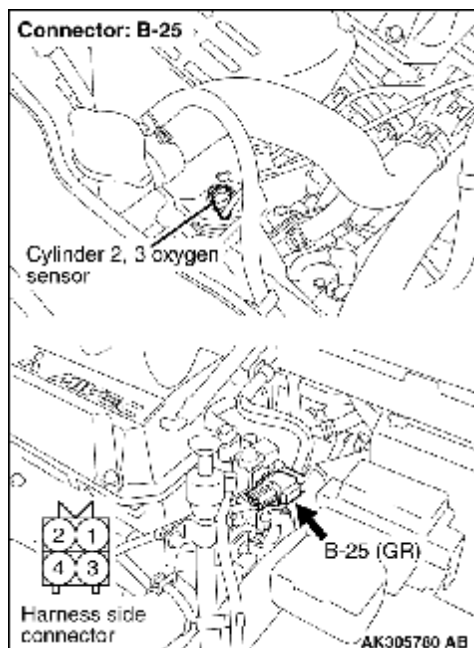 Connector: B-25
Cylinder 2, 3 oxygen
sensor
B-25 (GR)
2 1
4 3
Harness side
connector
AK305780 AB